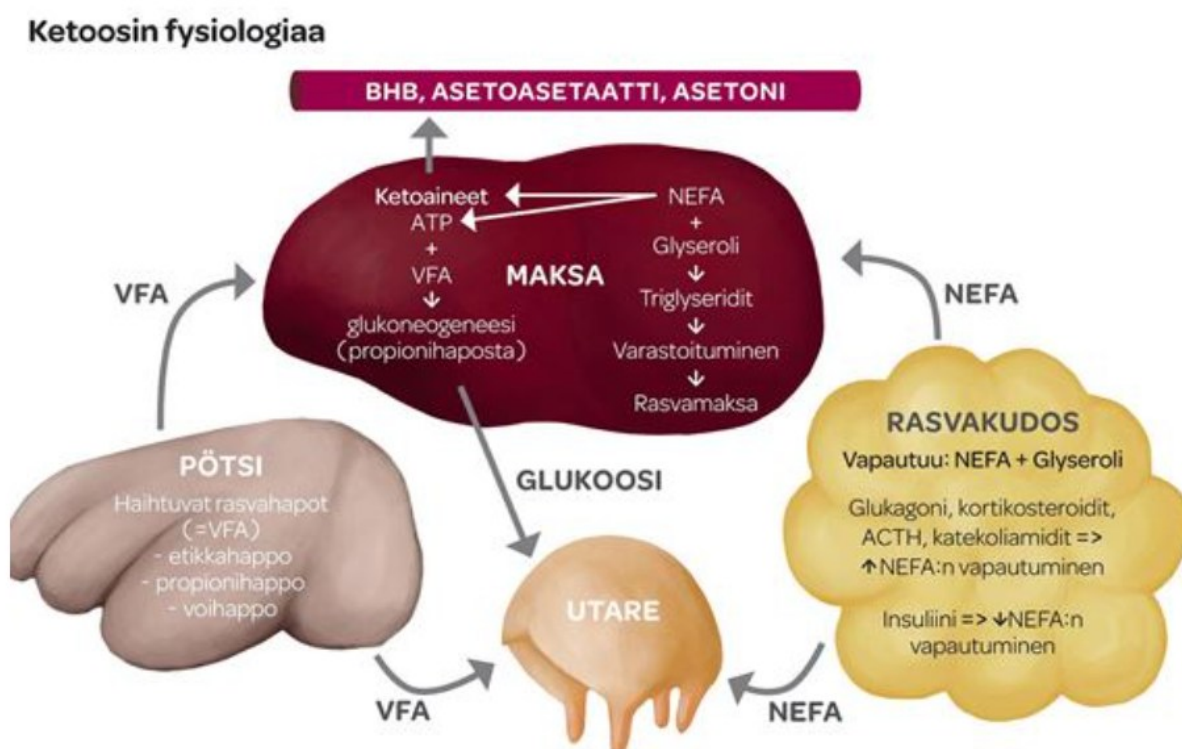 Ketoosin fysiologiaa
BHB, ASETOASETAATTI, ASETONI
Ketoaineet
ATP
+
VFA
↓
glukoneogeneesi
(propionihaposta)
MAKSA
NEFA
+
Glyseroli
↓
Triglyseridit
↓
Varastoituminen
↓
Rasvamaksa
VFA
NEFA
PÖTSI
Haihtuvat rasvahapot
(=VFA)
- etikkahappo
- propionihappo
- voihappo
GLUKOOSI
UTARE
RASVAKUDOS
Vapautuu: NEFA + Glyseroli
Glukagoni, kortikosteroidit,
ACTH, katekoliamidit =>
↑NEFA:n vapautuminen
Insuliini => ↓NEFA:n
vapautuminen
VFA
NEFA